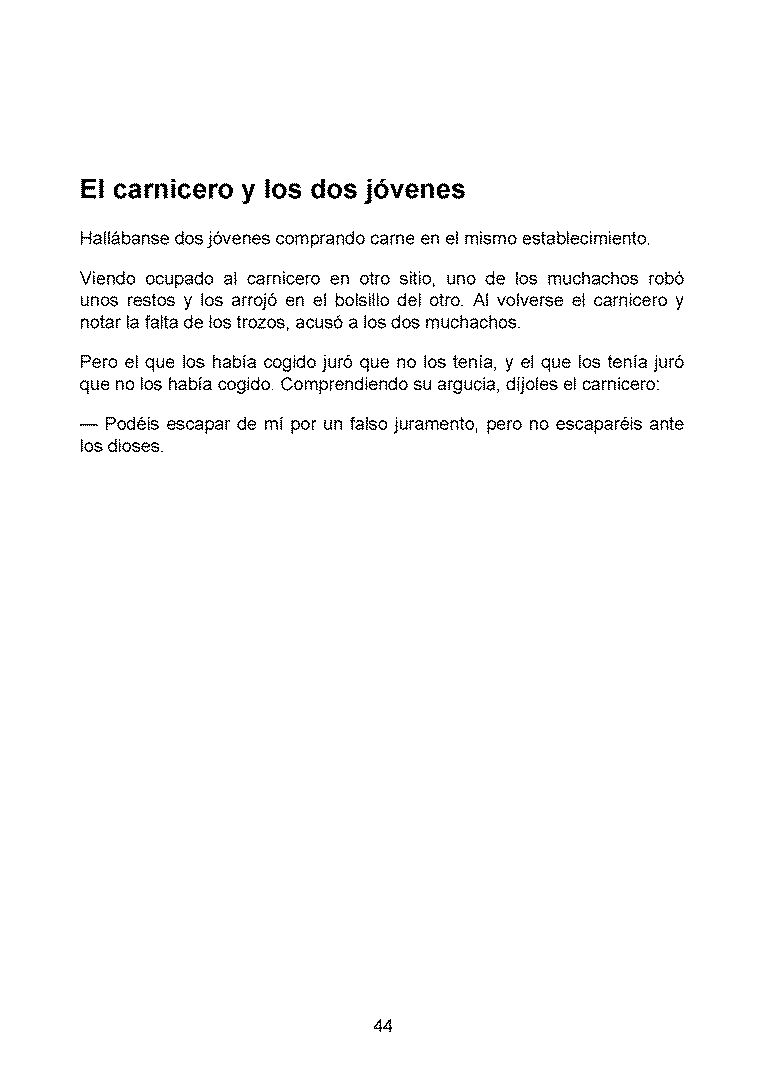 El carnicero y los dos jóvenes
Hallábanse dos jóvenes comprando carne en el mismo establecimiento.
Viendo ocupado al carnicero en otro sitio, uno de los muchachos robó
unos restos y los arrojó en el bolsillo del otro. Al volverse el carnicero y
notar la falta de los trozos, acusó a los dos muchachos.
Pero el que los había cogido juró que no los tenía, y el que los tenía juró
que no los había cogido. Comprendiendo su argucia, díjoles el carnicero:
— Podéis escapar de mí por un falso juramento, pero no escaparéis ante
los dioses.
44